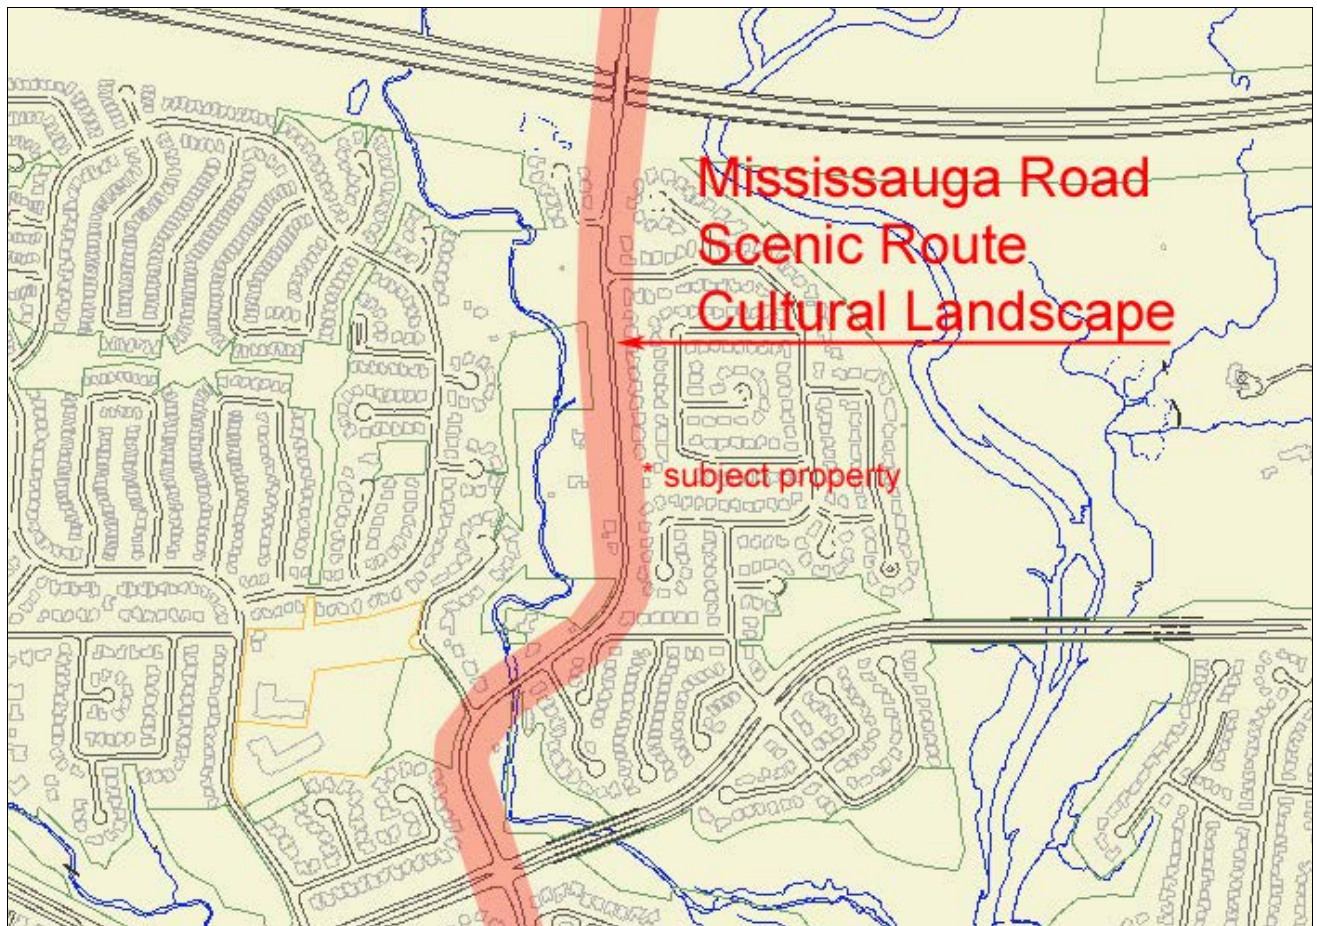 Mississauga Road
Scenic Route
Cultural Landscape
* subject property